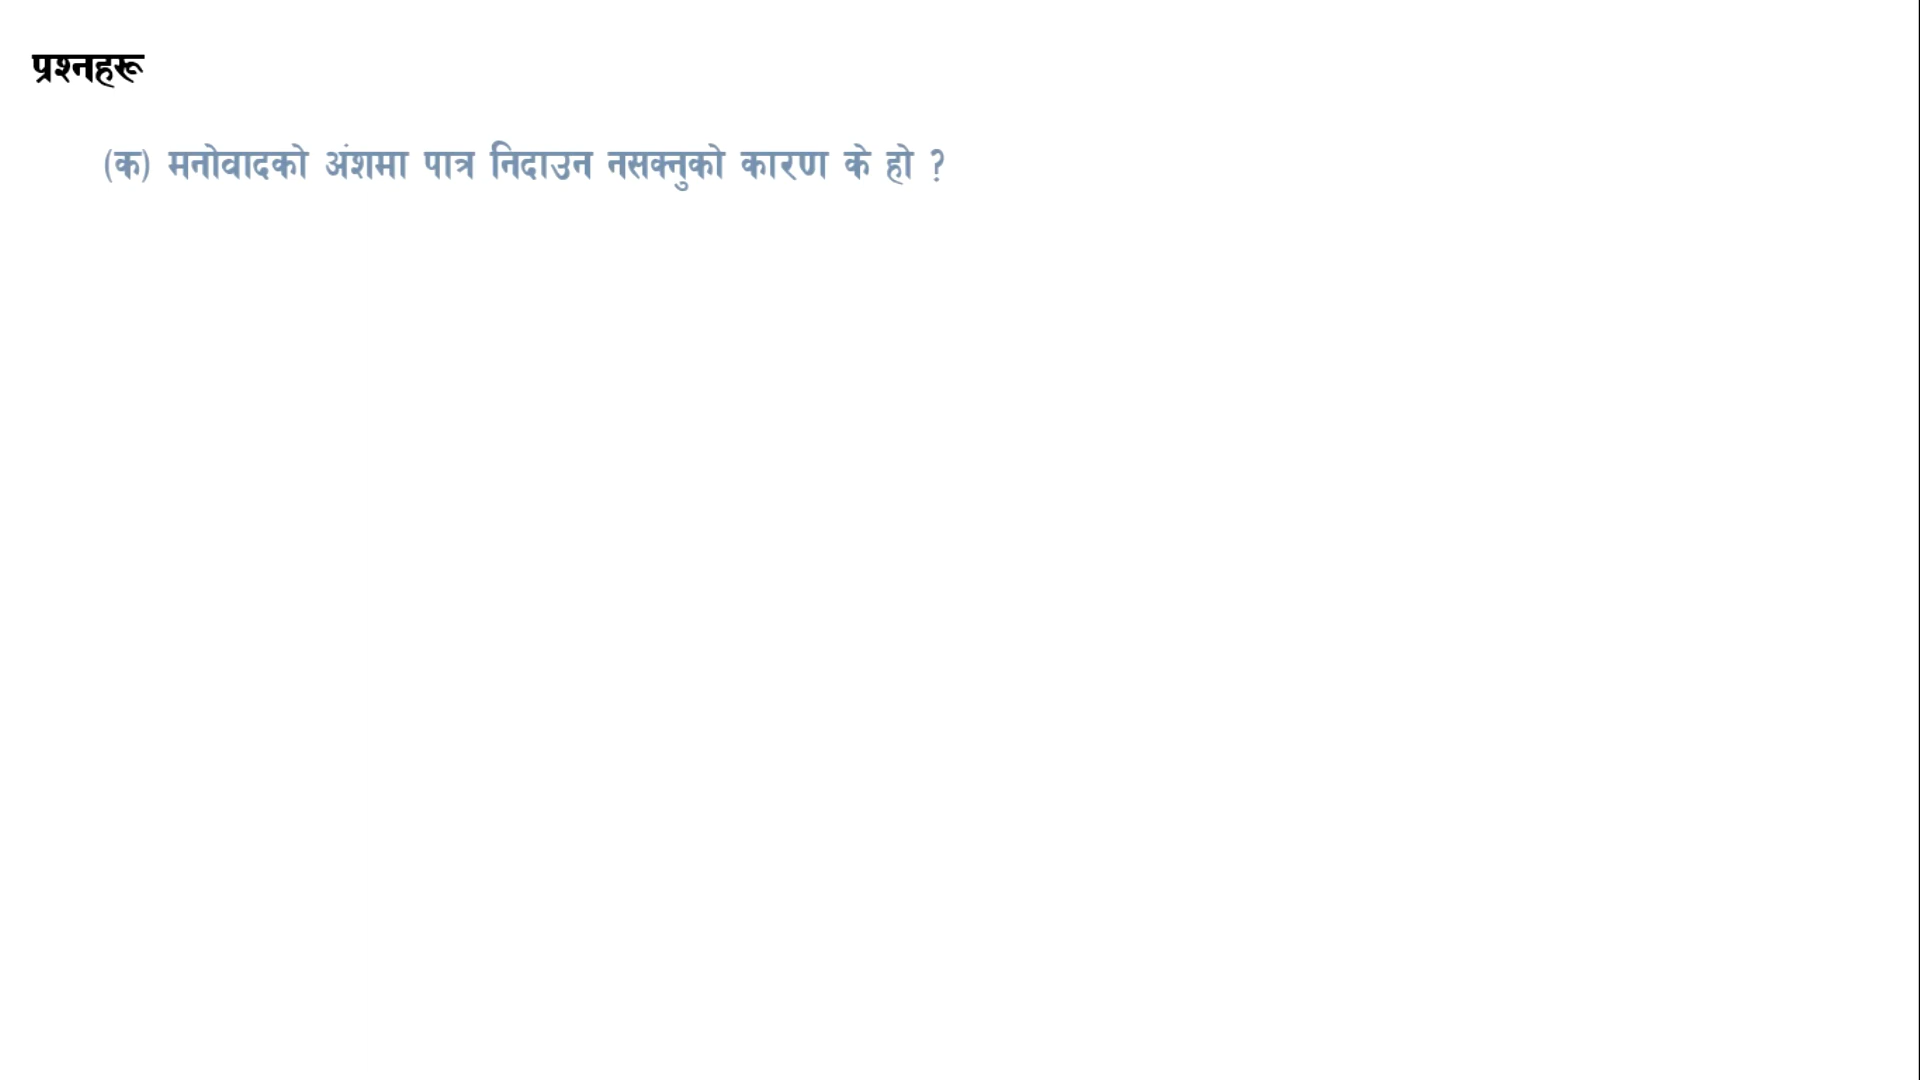 प्रश्नहरू
(क) मनोवादको अंशमा पात्र निदाउन नसक्नुको कारण के हो ?